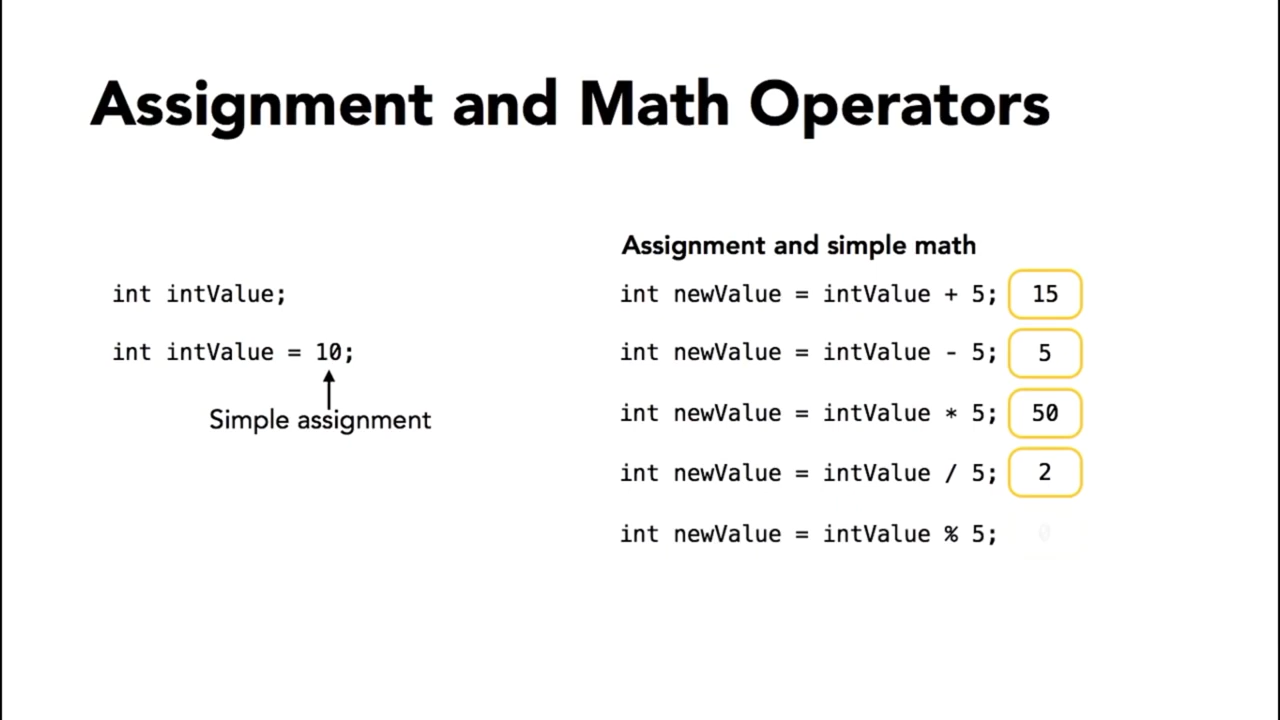 Assignment and Math Operators
int intValue;
int intValue = 10;
Simple assignment
Assignment and simple math
int newValue = intValue + 5; 15
int newValue = intValue - 5; 5
int newValue = intValue * 5; 50
int newValue = intValue / 5; 2
int newValue = intValue % 5; 0